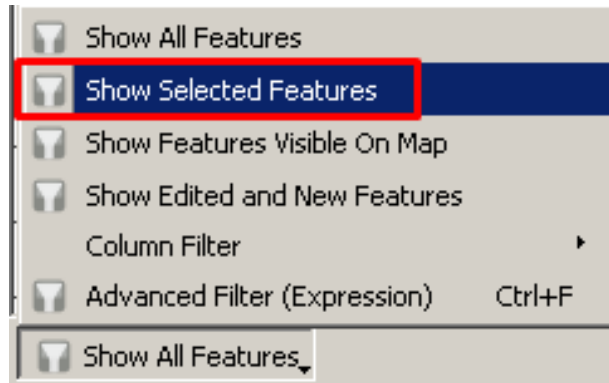 Show All Features
Show Selected Features
Show Features Visible On Map
Show Edited and New Features
Column Filter
Advanced Filter (Expression) Ctrl+F
Show All Features